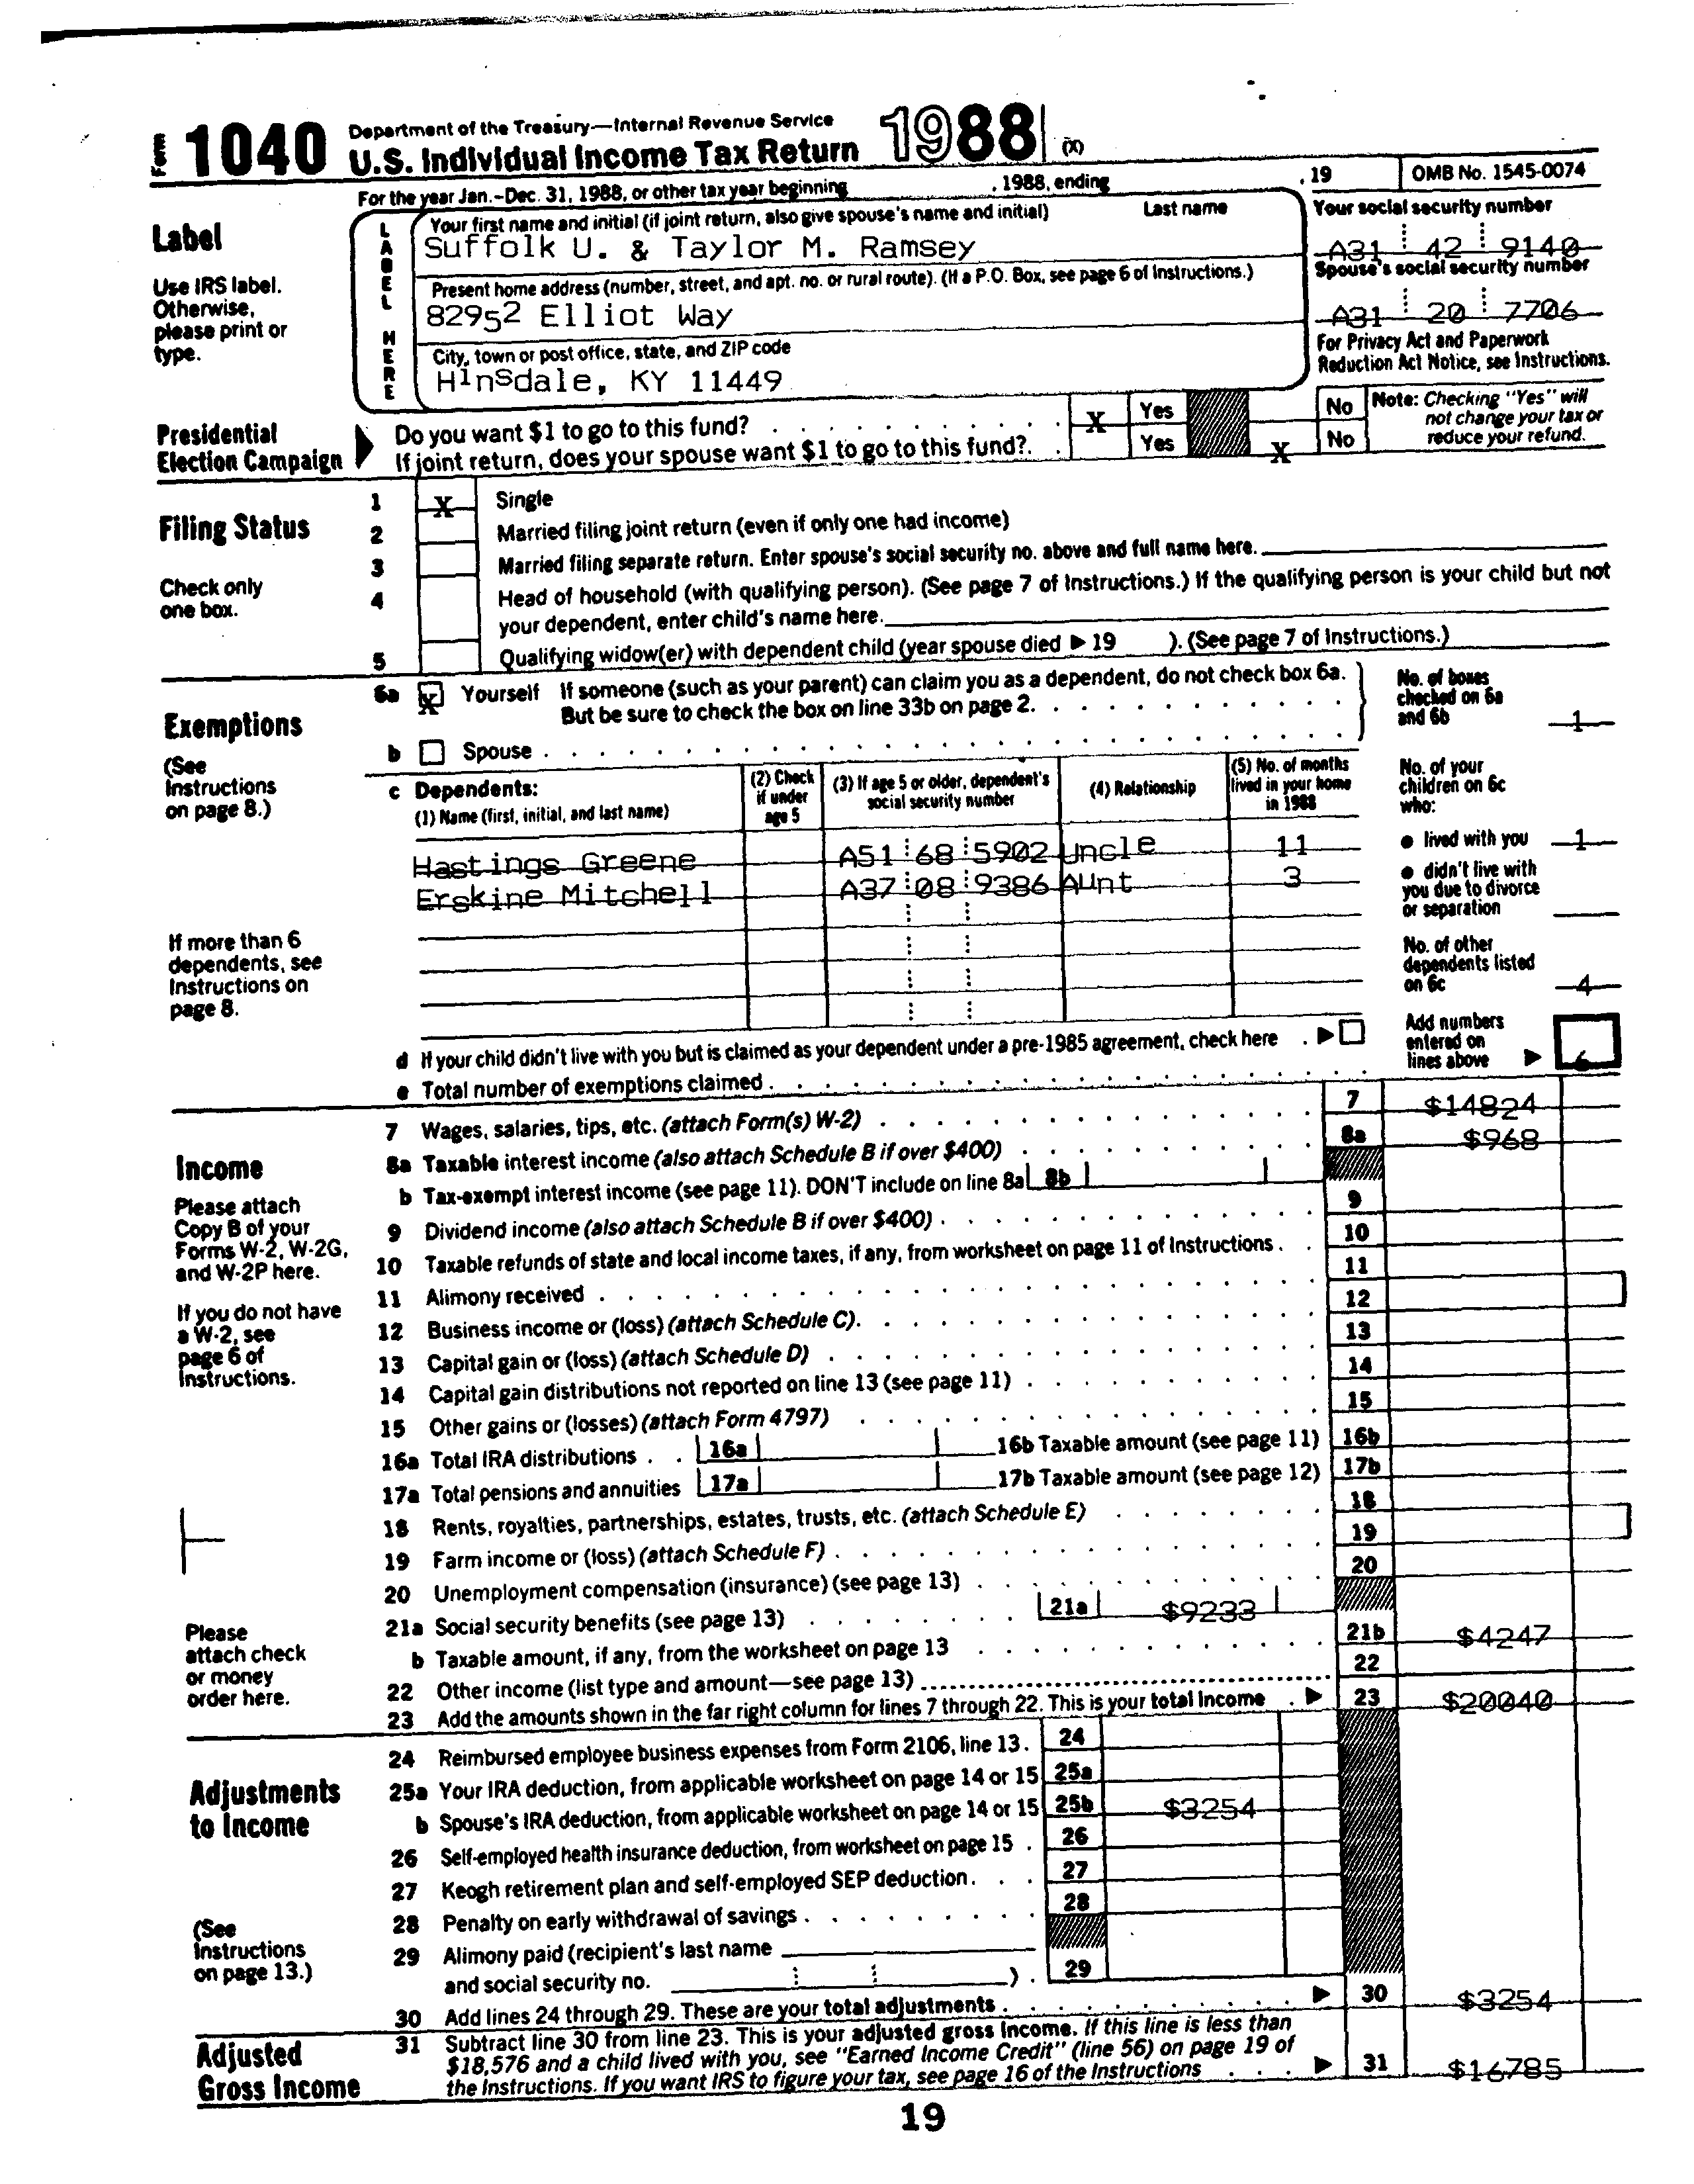 Form 1040 Department of the Treasury—Internal Revenue Service
U.S. Individual Income Tax Return 1988 (X)
For the year Jan.–Dec. 31, 1988, or other tax year beginning , 1988, ending , 19 OMB No. 1545-0074
Label
Use IRS label.
Otherwise,
please print or
type.
LABEL HERE
Your first name and initial (if joint return, also give spouse's name and initial) Last name
Suffolk U. & Taylor M. Ramsey
Your social security number
A31 42 9140
Present home address (number, street, and apt. no. or rural route). (If a P.O. Box, see page 6 of Instructions.)
82952 Elliot Way
Spouse's social security number
A31 20 7706
City, town or post office, state, and ZIP code
Hinsdale, KY 11449
For Privacy Act and Paperwork
Reduction Act Notice, see Instructions.
Presidential
Election Campaign
Do you want $1 to go to this fund? X Yes No
If joint return, does your spouse want $1 to go to this fund?. Yes X No
Note: Checking "Yes" will
not change your tax or
reduce your refund.
Filing Status
Check only
one box.
1 X Single
2 Married filing joint return (even if only one had income)
3 Married filing separate return. Enter spouse's social security no. above and full name here.
4 Head of household (with qualifying person). (See page 7 of Instructions.) If the qualifying person is your child but not
your dependent, enter child's name here.
5 Qualifying widow(er) with dependent child (year spouse died ▶ 19 ). (See page 7 of Instructions.)
Exemptions
(See
Instructions
on page 8.)
If more than 6
dependents, see
Instructions on
page 8.
6a X Yourself If someone (such as your parent) can claim you as a dependent, do not check box 6a.
But be sure to check the box on line 33b on page 2.
b Spouse
No. of boxes
checked on 6a
and 6b 1
c Dependents:
(1) Name (first, initial, and last name)
(2) Check
if under
age 5
(3) If age 5 or older, dependent's
social security number
(4) Relationship
(5) No. of months
lived in your home
in 1988
Hastings Greene A51 68 5902 Uncle 11
Erskine Mitchell A37 08 9386 Aunt 3
No. of your
children on 6c
who:
● lived with you 1
● didn't live with
you due to divorce
or separation
No. of other
dependents listed
on 6c 4
d If your child didn't live with you but is claimed as your dependent under a pre-1985 agreement, check here . ▶
e Total number of exemptions claimed
Add numbers
entered on
lines above ▶ 6
Income
Please attach
Copy B of your
Forms W-2, W-2G,
and W-2P here.
If you do not have
a W-2, see
page 6 of
Instructions.
Please
attach check
or money
order here.
7 Wages, salaries, tips, etc. (attach Form(s) W-2) 7 $14824
8a Taxable interest income (also attach Schedule B if over $400) 8a $968
b Tax-exempt interest income (see page 11). DON'T include on line 8a 8b
9 Dividend income (also attach Schedule B if over $400) 9
10 Taxable refunds of state and local income taxes, if any, from worksheet on page 11 of Instructions 10
11 Alimony received 11
12 Business income or (loss) (attach Schedule C). 12
13 Capital gain or (loss) (attach Schedule D) 13
14 Capital gain distributions not reported on line 13 (see page 11) 14
15 Other gains or (losses) (attach Form 4797) 15
16a Total IRA distributions 16a 16b Taxable amount (see page 11) 16b
17a Total pensions and annuities 17a 17b Taxable amount (see page 12) 17b
18 Rents, royalties, partnerships, estates, trusts, etc. (attach Schedule E) 18
19 Farm income or (loss) (attach Schedule F) 19
20 Unemployment compensation (insurance) (see page 13) 20
21a Social security benefits (see page 13) 21a $9233
b Taxable amount, if any, from the worksheet on page 13 21b $4247
22 Other income (list type and amount—see page 13) 22
23 Add the amounts shown in the far right column for lines 7 through 22. This is your total income . ▶ 23 $20040
Adjustments
to Income
(See
Instructions
on page 13.)
24 Reimbursed employee business expenses from Form 2106, line 13. 24
25a Your IRA deduction, from applicable worksheet on page 14 or 15 25a
b Spouse's IRA deduction, from applicable worksheet on page 14 or 15 25b $3254
26 Self-employed health insurance deduction, from worksheet on page 15 . 26
27 Keogh retirement plan and self-employed SEP deduction. 27
28 Penalty on early withdrawal of savings 28
29 Alimony paid (recipient's last name
and social security no. ) . 29
30 Add lines 24 through 29. These are your total adjustments ▶ 30 $3254
Adjusted
Gross Income
31 Subtract line 30 from line 23. This is your adjusted gross income. If this line is less than
$18,576 and a child lived with you, see "Earned Income Credit" (line 56) on page 19 of
the Instructions. If you want IRS to figure your tax, see page 16 of the Instructions ▶ 31 $16785
19